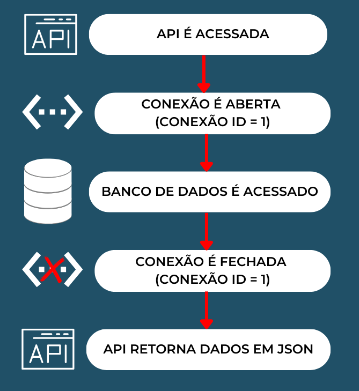 API
API É ACESSADA
CONEXÃO É ABERTA
(CONEXÃO ID = 1)
BANCO DE DADOS É ACESSADO
CONEXÃO É FECHADA
(CONEXÃO ID = 1)
API
API RETORNA DADOS EM JSON